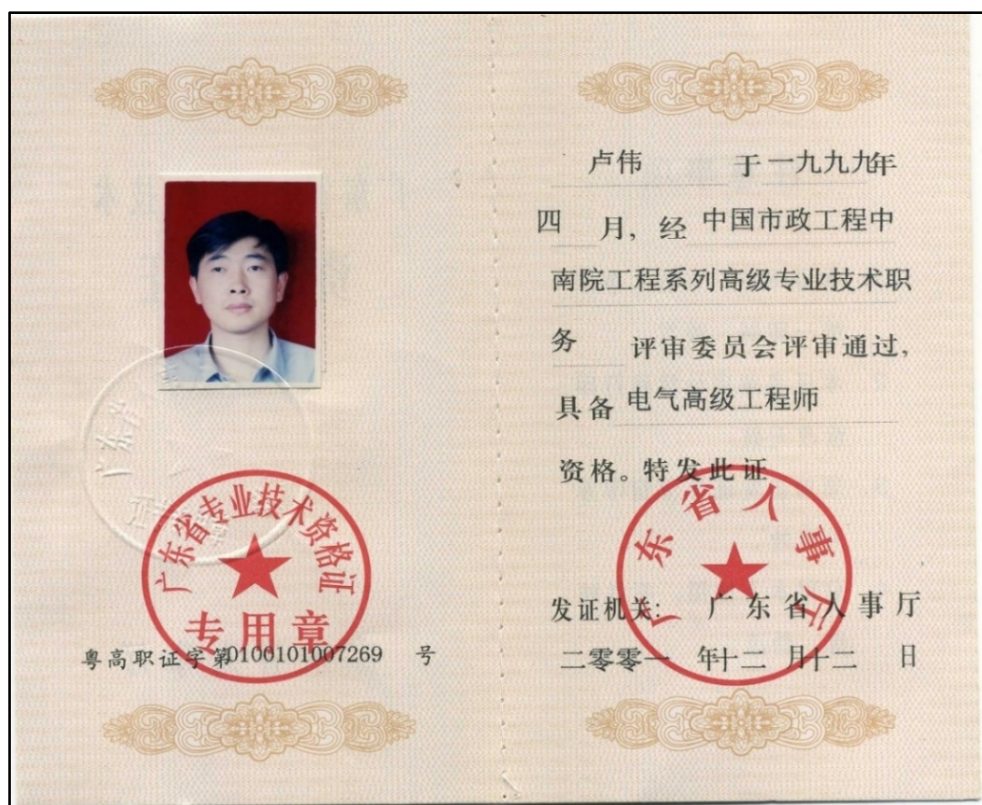 广东省专业技术资格证
专用章
粤高职证字第0100101007269 号
卢伟 于一九九九年
四 月, 经 中国市政工程中
南院工程系列高级专业技术职
务 评审委员会评审通过,
具备 电气高级工程师
资格。特发此证
广东省人事厅
发证机关: 广东省人事厅
二零零一 年十二 月十二 日